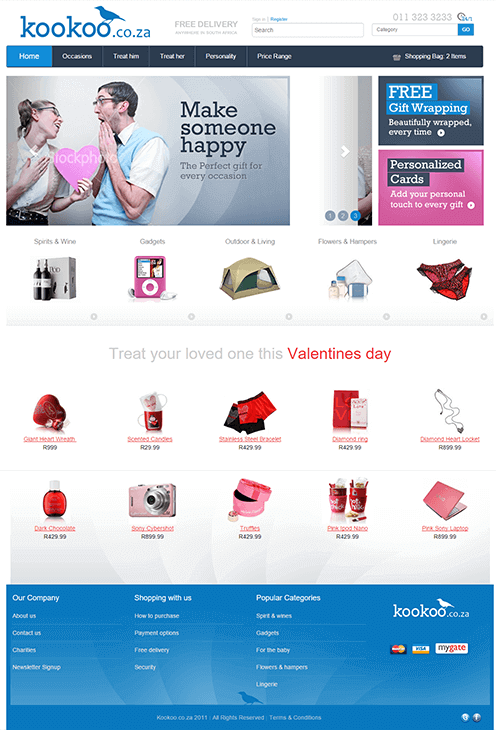 kookoo.co.za
FREE DELIVERY
ANYWHERE IN SOUTH AFRICA
Sign in | Register
Search
011 323 3233
Category
GO
Home
Occasions
Treat him
Treat her
Personality
Price Range
Shopping Bag: 2 Items
Make
someone
happy
The Perfect gift for
every occasion
iStockphoto
1 2 3
FREE
Gift Wrapping
Beautifully wrapped,
every time
Personalized
Cards
Add your personal
touch to every gift
Spirits & Wine
Gadgets
Outdoor & Living
Flowers & Hampers
Lingerie
Treat your loved one this Valentines day
Giant Heart Wreath
R999
Scented Candles
R29.99
Stainless Steel Bracelet
R429.99
Diamond ring
R429.99
Diamond Heart Locket
R899.99
Dark Chocolate
R429.99
Sony Cybershot
R899.99
Truffles
R429.99
Pink Ipod Nano
R429.99
Pink Sony Laptop
R899.99
Our Company
About us
Contact us
Charities
Newsletter Signup
Shopping with us
How to purchase
Payment options
Free delivery
Security
Popular Categories
Spirit & wines
Gadgets
For the baby
Flowers & hampers
Lingerie
kookoo.co.za
VISA
mygate
Kookoo.co.za 2011 | All Rights Reserved | Terms & Conditions